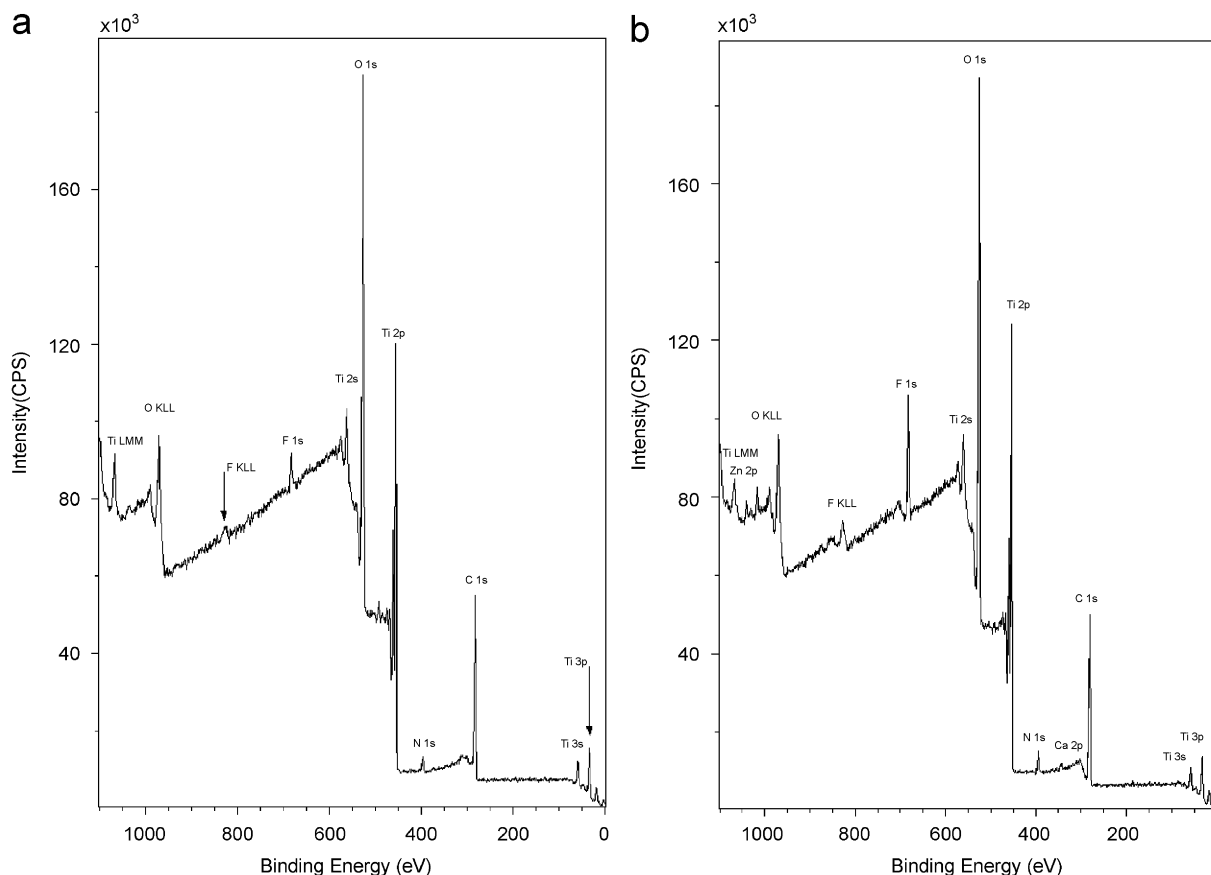 a
x10³
O 1s
160
120
Ti 2p
Ti 2s
O KLL
Ti LMM
F KLL
F 1s
80
C 1s
40
Ti 3p
N 1s
Ti 3s
Intensity(CPS)
1000 800 600 400 200 0
Binding Energy (eV)
b
x10³
O 1s
160
Ti 2p
120
F 1s
Ti 2s
O KLL
Ti LMM
Zn 2p
80
F KLL
C 1s
40
N 1s
Ca 2p
Ti 3p
Ti 3s
Intensity(CPS)
1000 800 600 400 200
Binding Energy (eV)